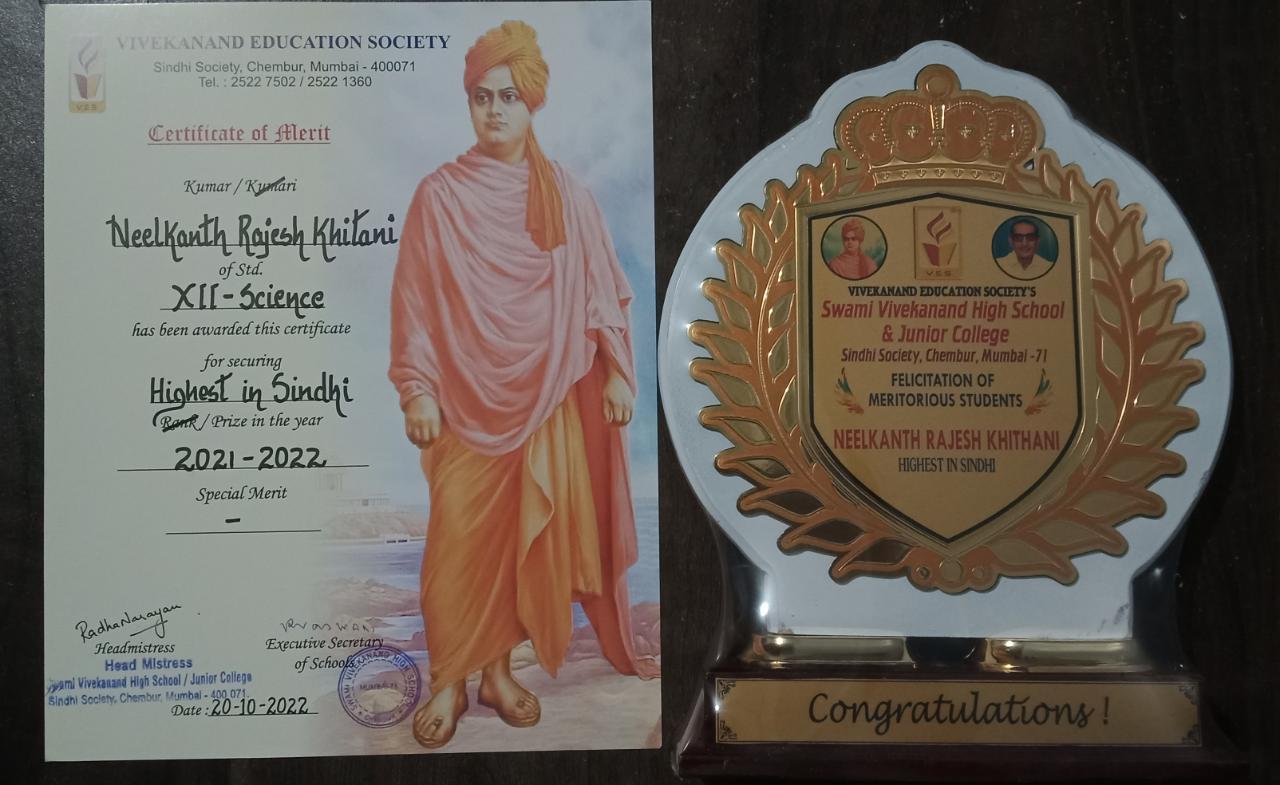 VIVEKANAND EDUCATION SOCIETY
Sindhi Society, Chembur, Mumbai - 400071
Tel. : 2522 7502 / 2522 1360
V.E.S.
Certificate of Merit
Kumar / Kumari
Neelkanth Rajesh Khitani
of Std.
XII-Science
has been awarded this certificate
for securing
Highest in Sindhi
Rank / Prize in the year
2021-2022
Special Merit
-
RadhaNarayan
Headmistress
Head Mistress
Swami Vivekanand High School / Junior College
Sindhi Society, Chembur, Mumbai - 400 071.
Executive Secretary
of Schools
SWAMI VIVEKANAND HIGH SCHOOL
Date : 20-10-2022
V.E.S.
VIVEKANAND EDUCATION SOCIETY'S
Swami Vivekanand High School
& Junior College
Sindhi Society, Chembur, Mumbai -71
FELICITATION OF
MERITORIOUS STUDENTS
NEELKANTH RAJESH KHITHANI
HIGHEST IN SINDHI
Congratulations !